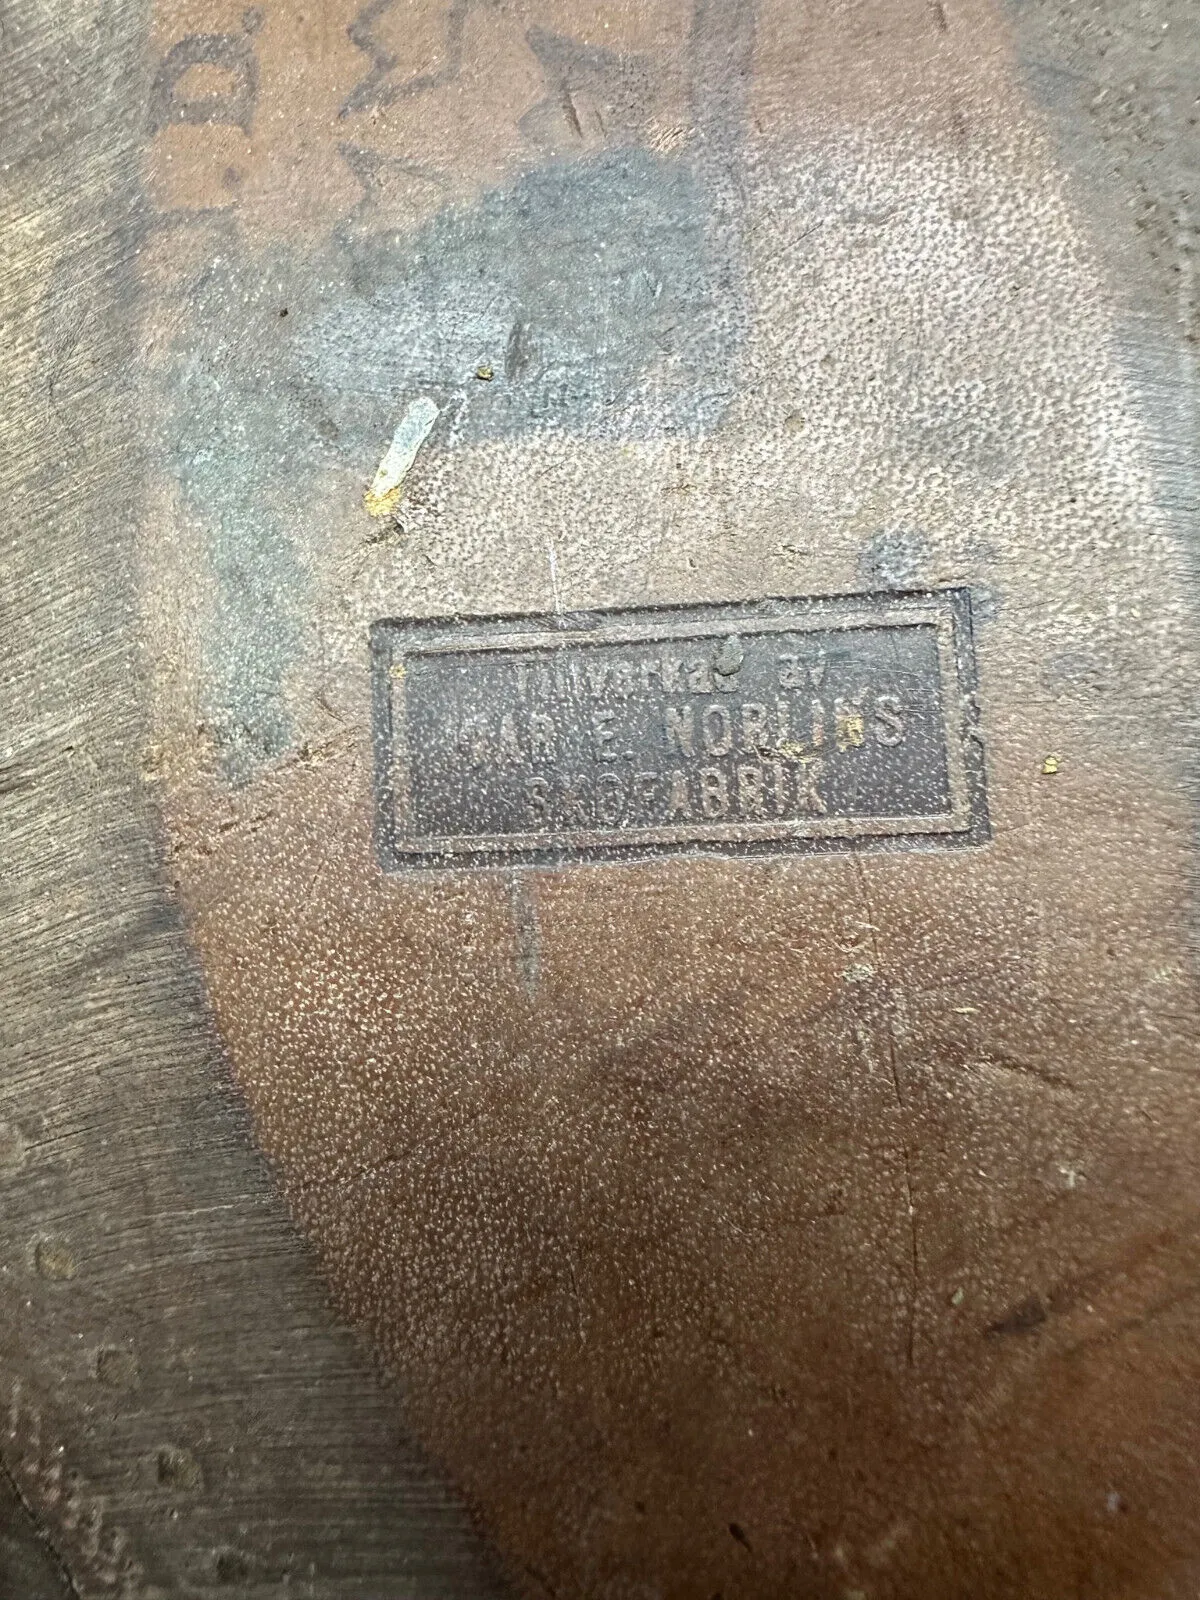 Tillverkad av
E. NORLINS
SKOFABRIK
D.